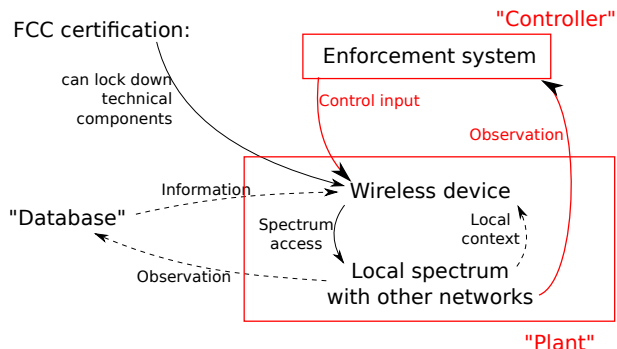 "Controller"
FCC certification:
Enforcement system
can lock down
technical
components
Control input
Observation
Information
Wireless device
"Database"
Spectrum
access
Local
context
Observation
Local spectrum
with other networks
"Plant"